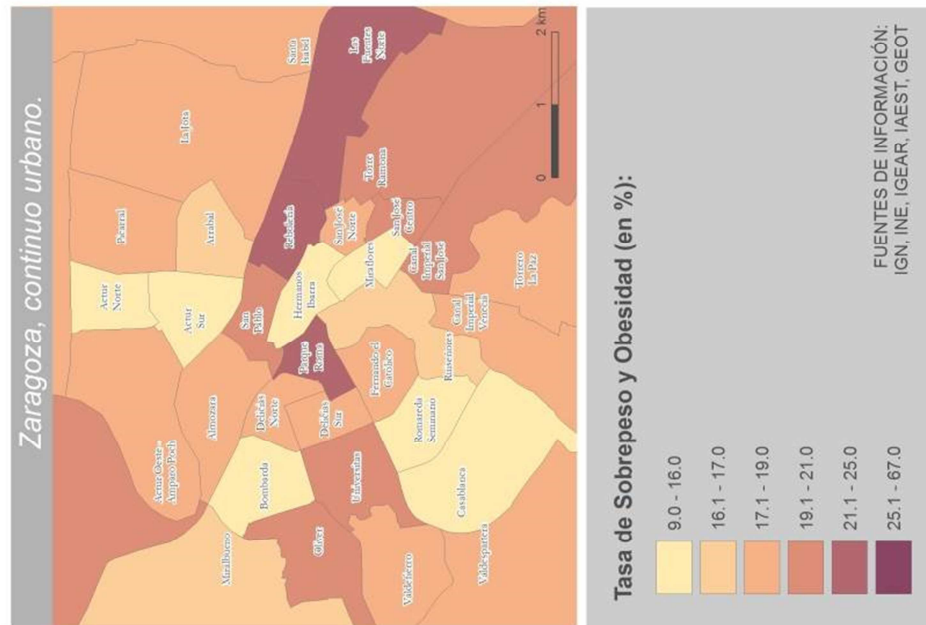 Zaragoza, continuo urbano.
Santa
Isabel
Las
Fuentes
Norte
La Jota
Picarral
Arrabal
Rebolería
Torre
Ramona
San José
Norte
San José
Centro
Actur
Norte
Actur
Sur
San
Pablo
Hermanos
Ibarra
Miraflores
Canal
Imperial
San José
Torrero
La Paz
Canal
Imperial
Venecia
Parque
Roma
Fernando el
Católico
Ruiseñores
Almozara
Delicias
Norte
Delicias
Sur
Romareda
Seminario
Actur Oeste -
Amparo Poch
Bombarda
Universitas
Casablanca
Miralbueno
Oliver
Valdefierro
Valdespartera
0 1 2 km
Tasa de Sobrepeso y Obesidad (en %):
9.0 - 16.0
16.1 - 17.0
17.1 - 19.0
19.1 - 21.0
21.1 - 25.0
25.1 - 67.0
FUENTES DE INFORMACIÓN:
IGN, INE, IGEAR, IAEST, GEOT